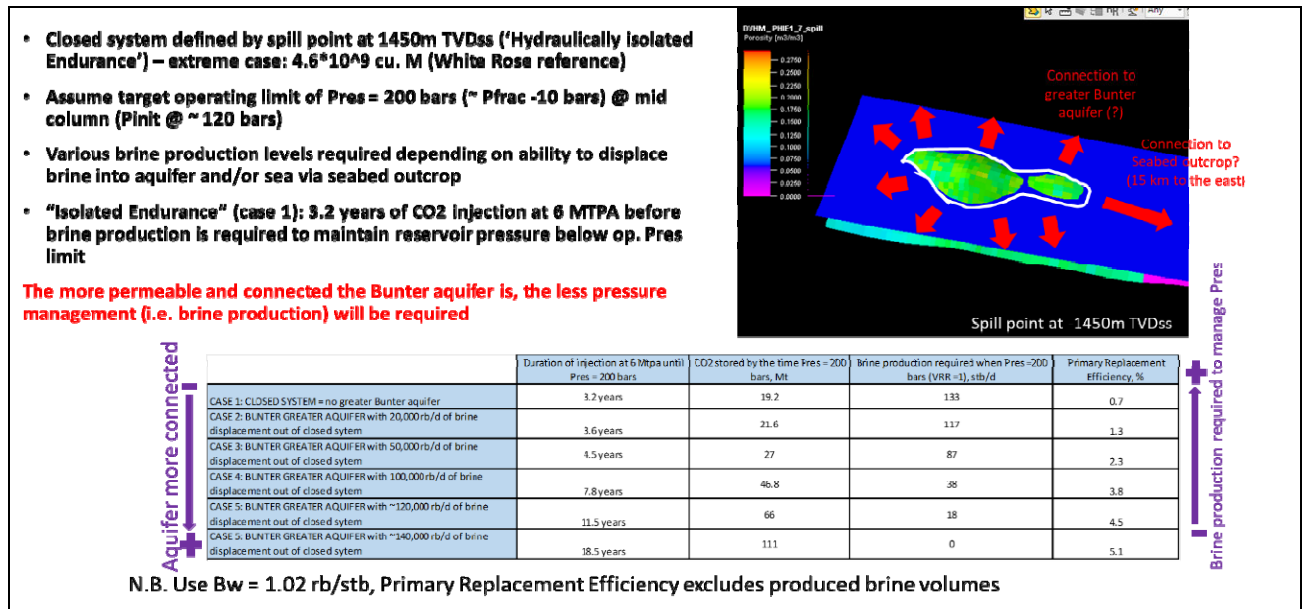 • Closed system defined by spill point at 1450m TVDss ('Hydraulically isolated
Endurance') – extreme case: 4.6*10^9 cu. M (White Rose reference)
• Assume target operating limit of Pres = 200 bars (~ Pfrac -10 bars) @ mid
column (Pinit @ ~ 120 bars)
• Various brine production levels required depending on ability to displace
brine into aquifer and/or sea via seabed outcrop
• "Isolated Endurance" (case 1): 3.2 years of CO2 injection at 6 MTPA before
brine production is required to maintain reservoir pressure below op. Pres
limit
The more permeable and connected the Bunter aquifer is, the less pressure
management (i.e. brine production) will be required
Any
PHIE1_7_spill
Porosity [m3/m3]
0.2750
0.2500
0.2250
0.2000
0.1750
0.1500
0.1250
0.1000
0.0750
0.0500
0.0250
0.0000
Connection to
greater Bunter
aquifer (?)
Connection to
Seabed outcrop?
(15 km to the east)
Spill point at 1450m TVDss
Aquifer more connected
Brine production required to manage Pres
Duration of injection at 6 Mtpa until
Pres = 200 bars
CO2 stored by the time Pres = 200
bars, Mt
Brine production required when Pres =200
bars (VRR =1), stb/d
Primary Replacement
Efficiency, %
CASE 1: CLOSED SYSTEM = no greater Bunter aquifer
3.2 years
19.2
133
0.7
CASE 2: BUNTER GREATER AQUIFER with 20,000 rb/d of brine
displacement out of closed sytem
3.6 years
21.6
117
1.3
CASE 3: BUNTER GREATER AQUIFER with 50,000 rb/d of brine
displacement out of closed sytem
4.5 years
27
87
2.3
CASE 4: BUNTER GREATER AQUIFER with 100,000 rb/d of brine
displacement out of closed sytem
7.8 years
46.8
38
3.8
CASE 5: BUNTER GREATER AQUIFER with ~120,000 rb/d of brine
displacement out of closed sytem
11.5 years
66
18
4.5
CASE 5: BUNTER GREATER AQUIFER with ~140,000 rb/d of brine
displacement out of closed sytem
18.5 years
111
0
5.1
N.B. Use Bw = 1.02 rb/stb, Primary Replacement Efficiency excludes produced brine volumes